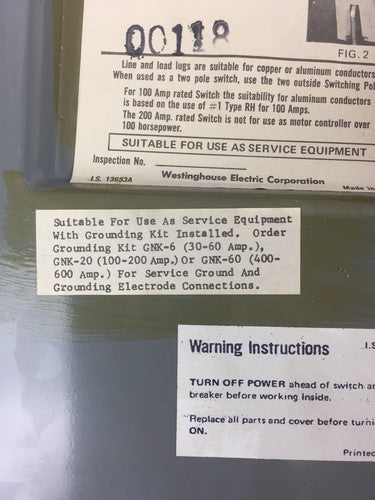 00118
FIG. 2
Line and load lugs are suitable for copper or aluminum conductors
When used as a two pole switch, use the two outside Switching Pol
For 100 Amp rated Switch the suitability for aluminum conductors
is based on the use of #1 Type RH for 100 Amps.
The 200 Amp. rated Switch is not for use as motor controller over
100 horsepower.
SUITABLE FOR USE AS SERVICE EQUIPMENT
Inspection No.
I.S. 13653A Westinghouse Electric Corporation Made in
Suitable For Use As Service Equipment
With Grounding Kit Installed. Order
Grounding Kit GNK-6 (30-60 Amp.),
GNK-20 (100-200 Amp.) Or GNK-60 (400-
600 Amp.) For Service Ground And
Grounding Electrode Connections.
Warning Instructions I.S
TURN OFF POWER ahead of switch ar
breaker before working inside.
Replace all parts and cover before turni
ON.
Printed